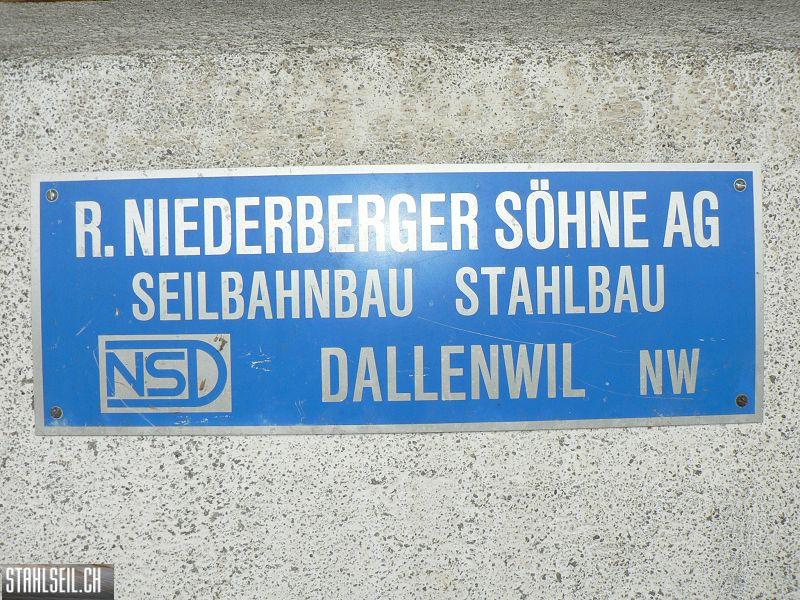 R. NIEDERBERGER SÖHNE AG
SEILBAHNBAU STAHLBAU
NSD DALLENWIL NW
STAHLSEIL.CH